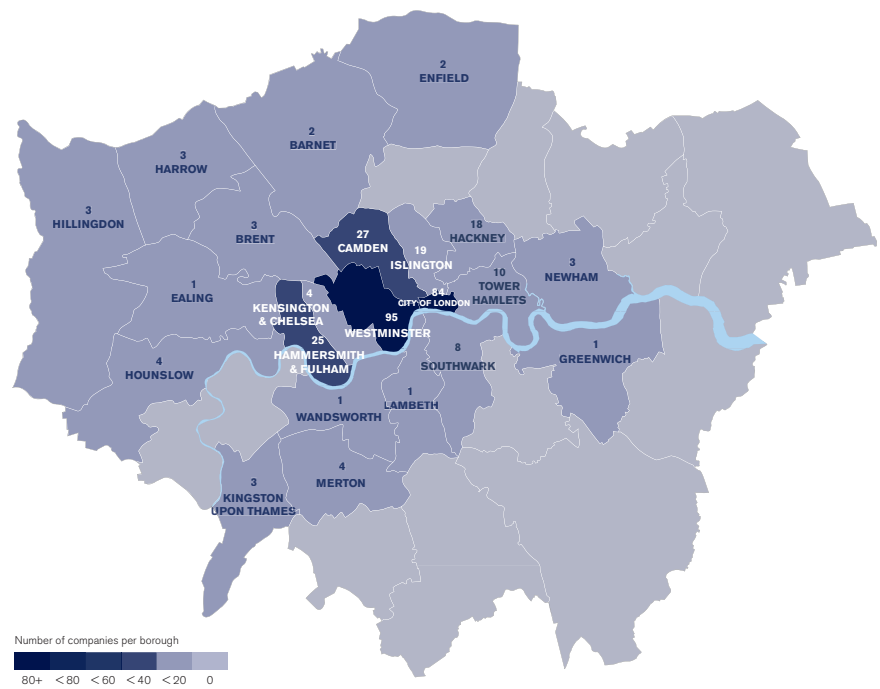 2
ENFIELD
2
BARNET
3
HARROW
3
HILLINGDON
3
BRENT
27
CAMDEN
19
ISLINGTON
18
HACKNEY
10
TOWER
HAMLETS
3
NEWHAM
1
EALING
4
KENSINGTON
& CHELSEA
84
CITY OF LONDON
95
WESTMINSTER
25
HAMMERSMITH
& FULHAM
8
SOUTHWARK
1
GREENWICH
4
HOUNSLOW
1
WANDSWORTH
1
LAMBETH
4
MERTON
3
KINGSTON
UPON THAMES
Number of companies per borough
80+ <80 <60 <40 <20 0